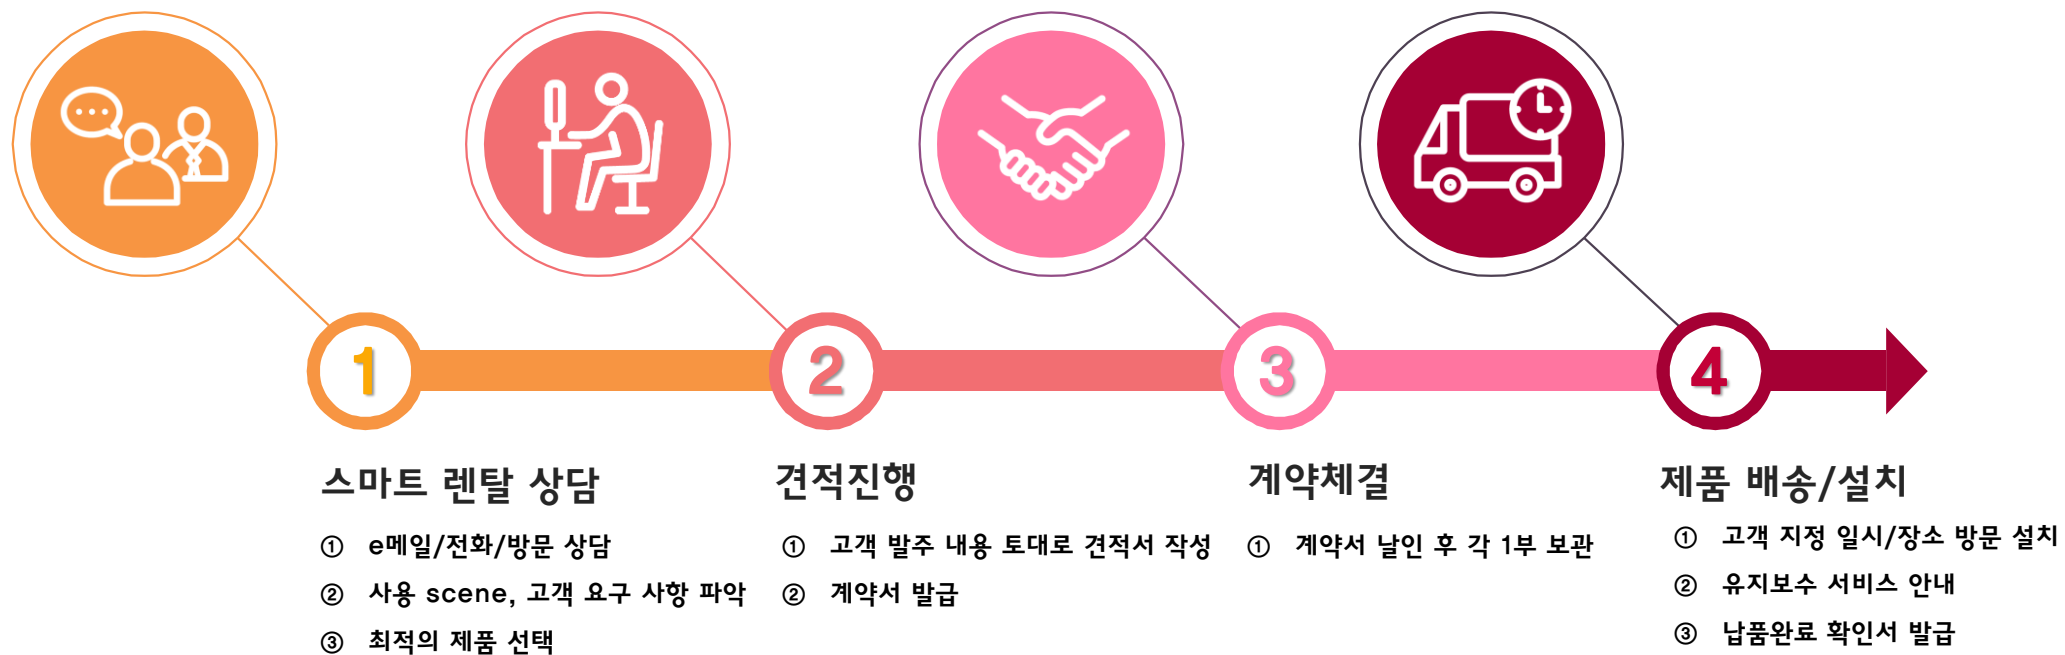 1
2
3
4
스마트 렌탈 상담
① e메일/전화/방문 상담
② 사용 scene, 고객 요구 사항 파악
③ 최적의 제품 선택
견적진행
① 고객 발주 내용 토대로 견적서 작성
② 계약서 발급
계약체결
① 계약서 날인 후 각 1부 보관
제품 배송/설치
① 고객 지정 일시/장소 방문 설치
② 유지보수 서비스 안내
③ 납품완료 확인서 발급